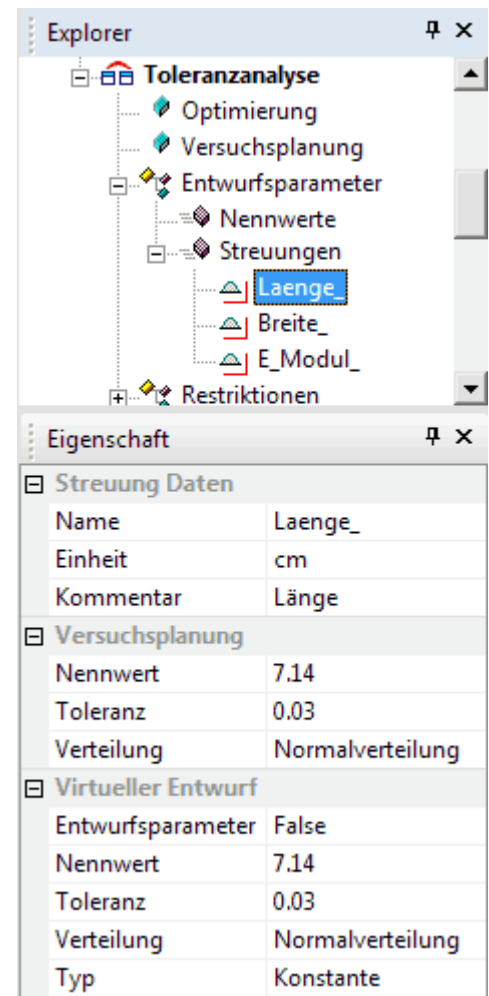 Explorer
Toleranzanalyse
Optimierung
Versuchsplanung
Entwurfsparameter
Nennwerte
Streuungen
Laenge_
Breite_
E_Modul_
Restriktionen
Eigenschaft
Streuung Daten
Name Laenge_
Einheit cm
Kommentar Länge
Versuchsplanung
Nennwert 7.14
Toleranz 0.03
Verteilung Normalverteilung
Virtueller Entwurf
Entwurfsparameter False
Nennwert 7.14
Toleranz 0.03
Verteilung Normalverteilung
Typ Konstante